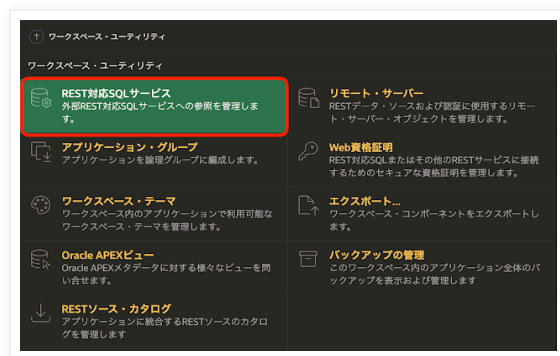 ワークスペース・ユーティリティ
ワークスペース・ユーティリティ
REST対応SQLサービス
外部REST対応SQLサービスへの参照を管理しま
す。
リモート・サーバー
RESTデータ・ソースおよび認証に使用するリモー
ト・サーバー・オブジェクトを管理します。
アプリケーション・グループ
アプリケーションを論理グループに編成します。
Web資格証明
REST対応SQLまたはその他のRESTサービスに接続
するためのセキュアな資格証明を管理します。
ワークスペース・テーマ
ワークスペース内のアプリケーションで利用可能な
ワークスペース・テーマを管理します。
エクスポート...
ワークスペース・コンポーネントをエクスポートし
ます。
Oracle APEXビュー
Oracle APEXメタデータに対する様々なビューを問
い合せます。
バックアップの管理
このワークスペース内のアプリケーション全体のバ
ックアップを表示および管理します
RESTソース・カタログ
アプリケーションに統合するRESTソースのカタロ
グを管理します